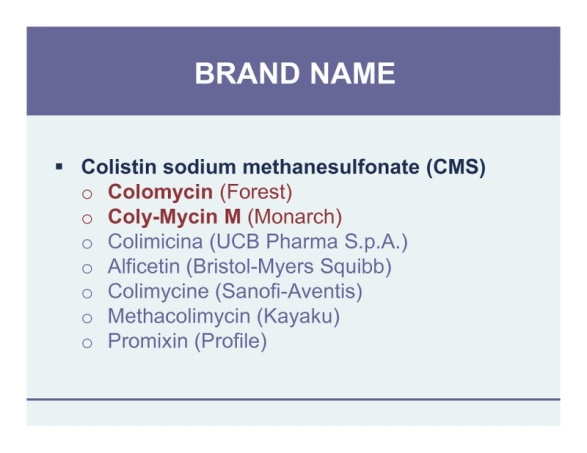 BRAND NAME
▪ Colistin sodium methanesulfonate (CMS)
o Colomycin (Forest)
o Coly-Mycin M (Monarch)
o Colimicina (UCB Pharma S.p.A.)
o Alficetin (Bristol-Myers Squibb)
o Colimycine (Sanofi-Aventis)
o Methacolimycin (Kayaku)
o Promixin (Profile)